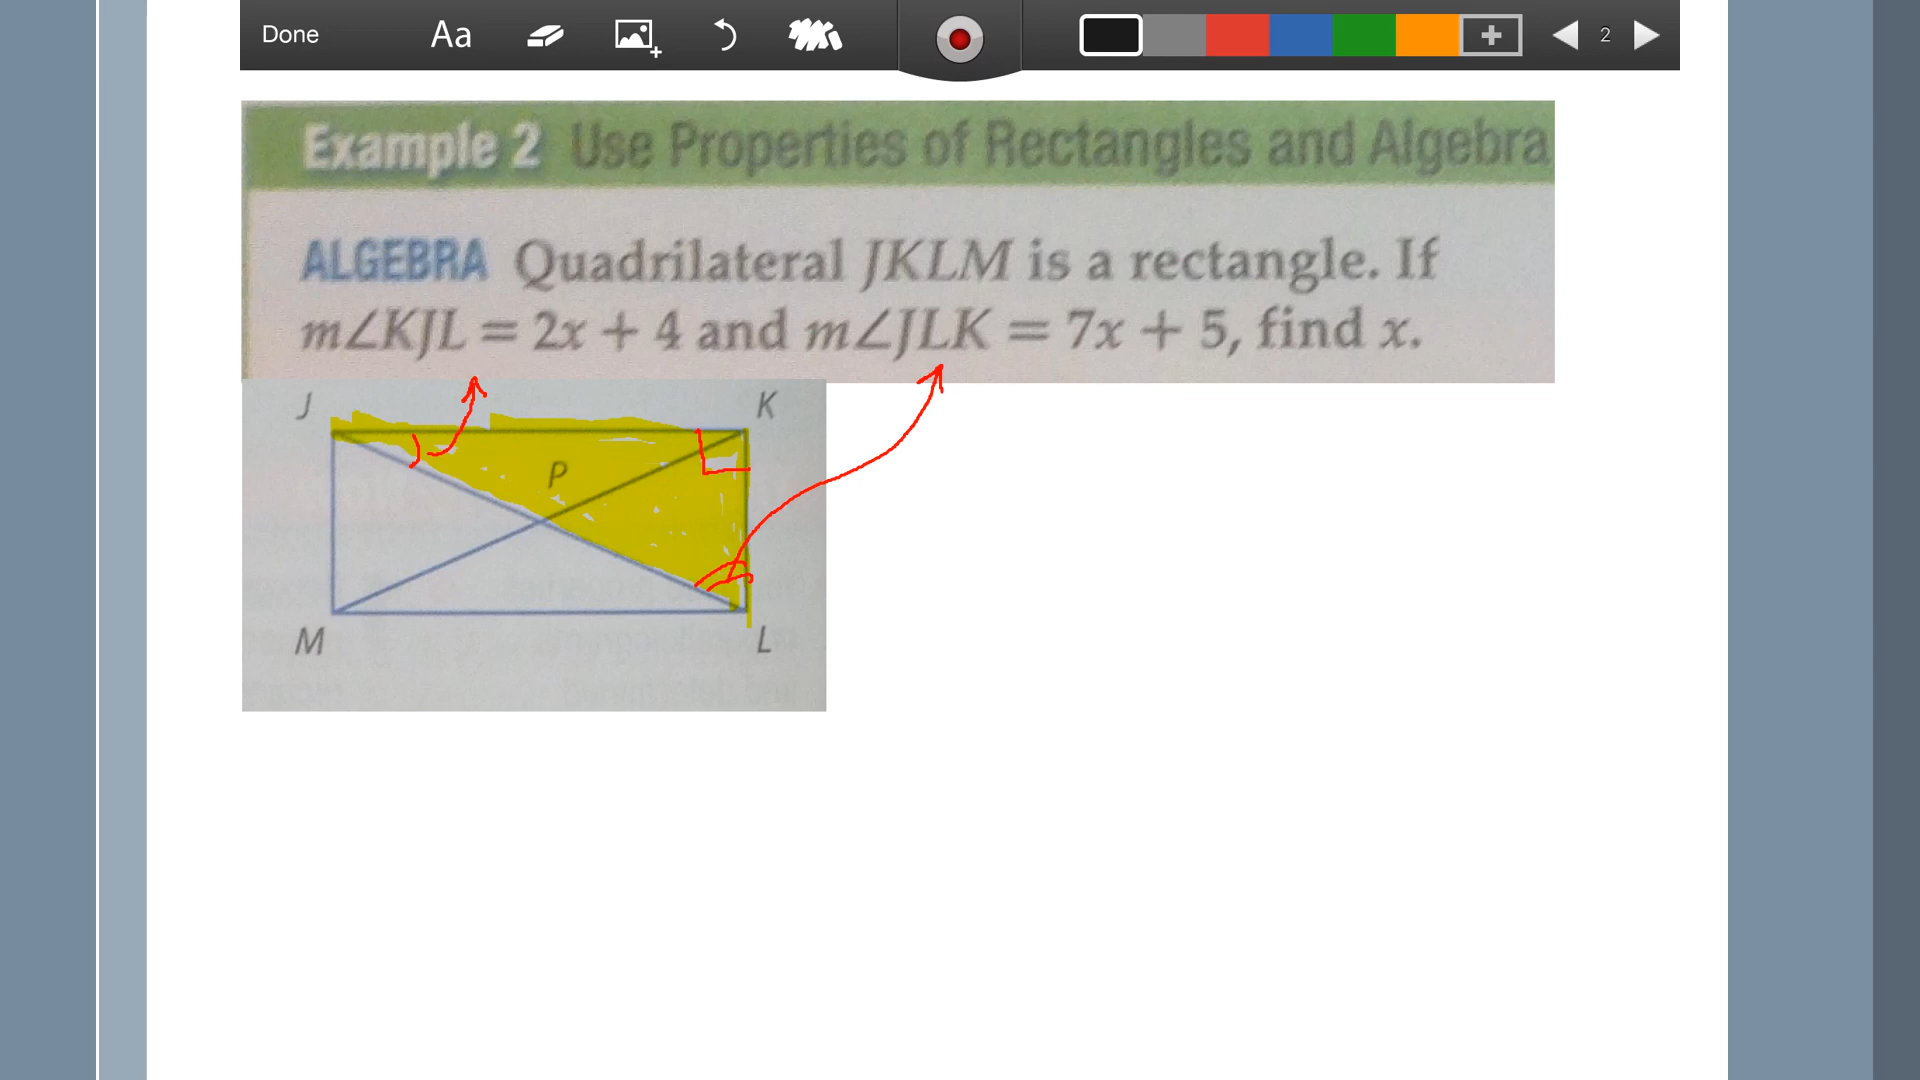 Done Aa 2
Example 2 Use Properties of Rectangles and Algebra
ALGEBRA Quadrilateral JKLM is a rectangle. If
m∠KJL = 2x + 4 and m∠JLK = 7x + 5, find x.
J K
P
M L